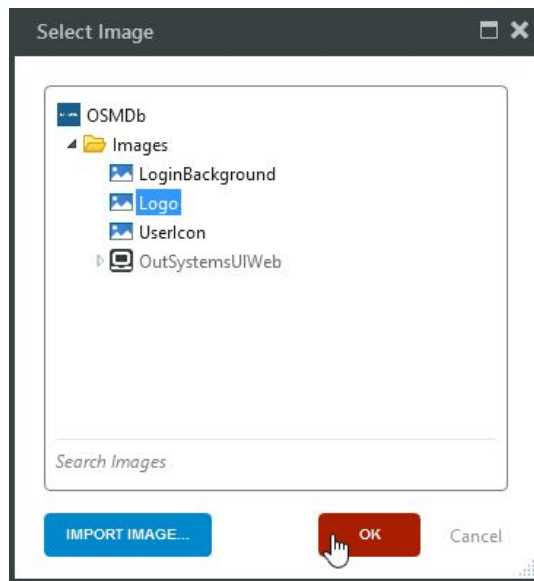 Select Image
OSMDb
Images
LoginBackground
Logo
UserIcon
OutSystemsUIWeb
Search Images
IMPORT IMAGE...
OK
Cancel